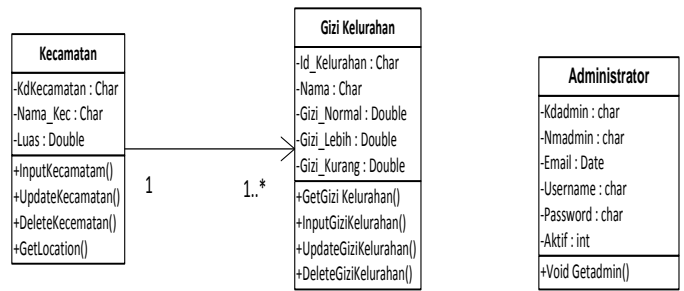 Kecamatan
-KdKecamatan : Char
-Nama_Kec : Char
-Luas : Double
+InputKecamatam()
+UpdateKecamatan()
+DeleteKecematan()
+GetLocation()
1
1..*
Gizi Kelurahan
-Id_Kelurahan : Char
-Nama : Char
-Gizi_Normal : Double
-Gizi_Lebih : Double
-Gizi_Kurang : Double
+GetGizi Kelurahan()
+InputGiziKelurahan()
+UpdateGiziKelurahan()
+DeleteGiziKelurahan()
Administrator
-Kdadmin : char
-Nmadmin : char
-Email : Date
-Username : char
-Password : char
-Aktif : int
+Void Getadmin()